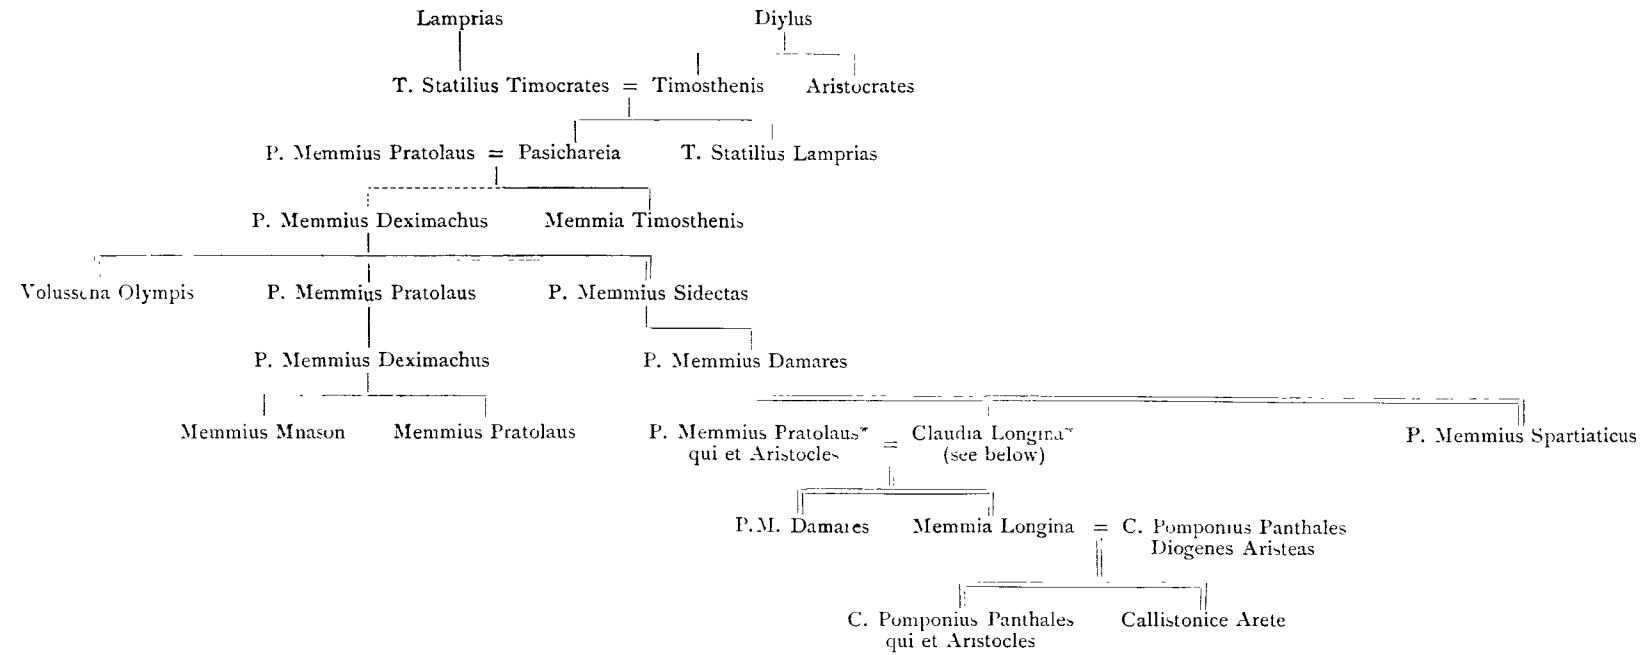 Lamprias Diylus
T. Statilius Timocrates = Timosthenis Aristocrates
P. Memmius Pratolaus = Pasichareia T. Statilius Lamprias
P. Memmius Deximachus Memmia Timosthenis
Volussena Olympis P. Memmius Pratolaus P. Memmius Sidectas
P. Memmius Deximachus P. Memmius Damares
Memmius Mnason Memmius Pratolaus P. Memmius Pratolaus* = Claudia Longina* P. Memmius Spartiaticus
qui et Aristocles (see below)
P.M. Damares Memmia Longina = C. Pomponius Panthales
Diogenes Aristeas
C. Pomponius Panthales Callistonice Arete
qui et Aristocles